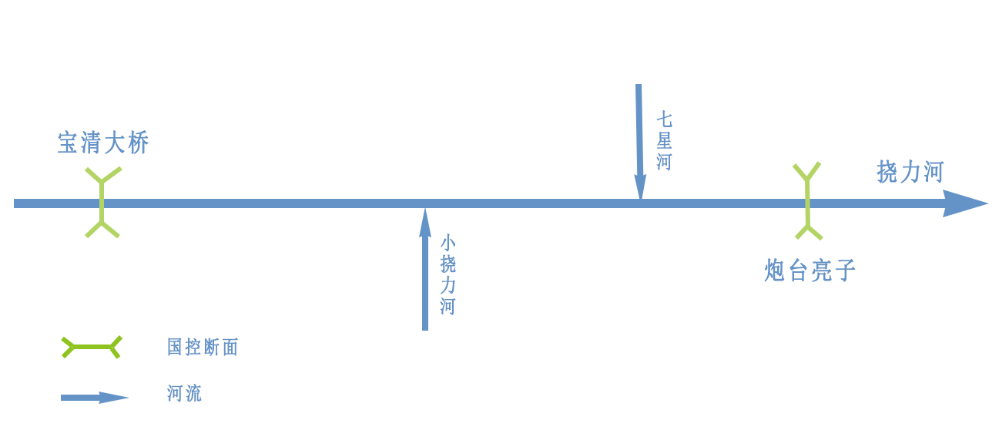 七星河
宝清大桥
挠力河
小挠力河
炮台亮子
国控断面
河流